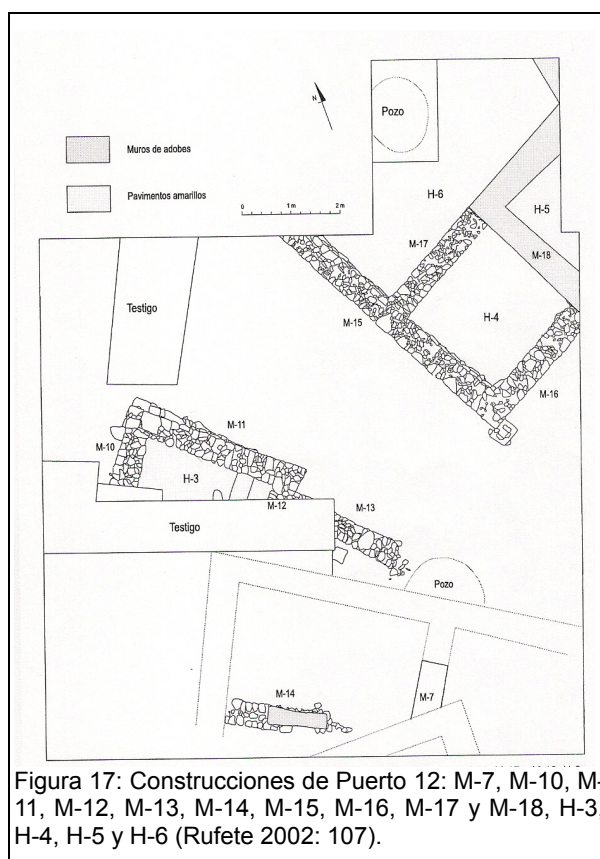 Pozo
N
Muros de adobes
Pavimentos amarillos
0 1 m 2 m
H-6
H-5
M-17
M-18
Testigo
M-15
H-4
M-16
M-11
M-10
H-3
M-12
M-13
Testigo
Pozo
M-14
M-7
Figura 17: Construcciones de Puerto 12: M-7, M-10, M-
11, M-12, M-13, M-14, M-15, M-16, M-17 y M-18, H-3,
H-4, H-5 y H-6 (Rufete 2002: 107).